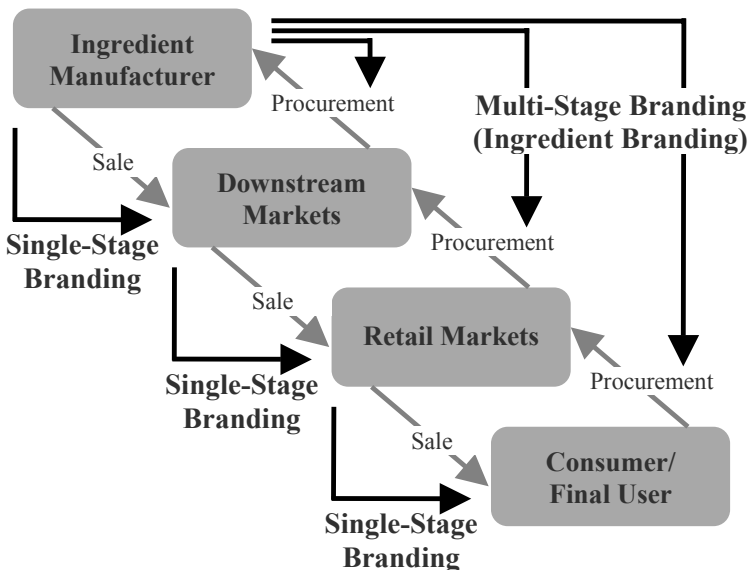 Ingredient
Manufacturer
Procurement
Multi-Stage Branding
(Ingredient Branding)
Sale
Downstream
Markets
Single-Stage
Branding
Procurement
Sale
Retail Markets
Single-Stage
Branding
Procurement
Sale
Consumer/
Final User
Single-Stage
Branding